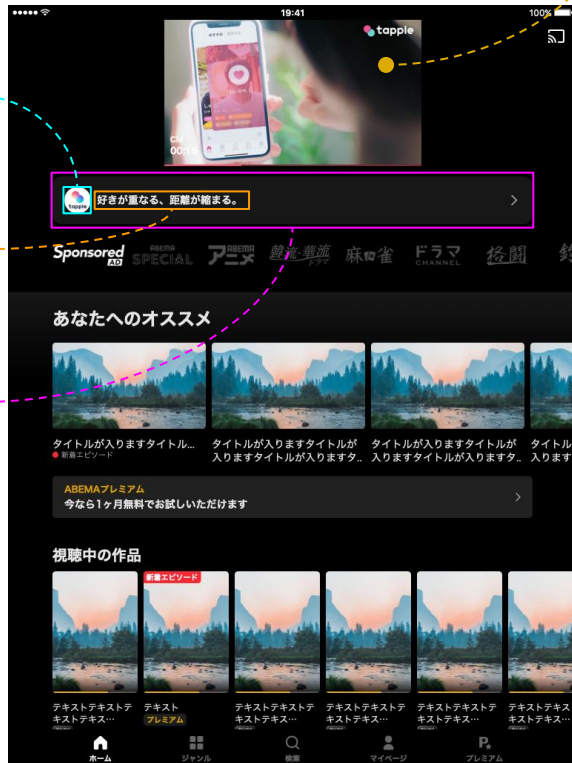 19:41
100%
tapple
CM
00:15
tapple
好きが重なる、距離が縮まる。
Sponsored
AD
ABEMA
SPECIAL
ABEMA
アニメ
韓流・華流
ドラマ
麻雀
ドラマ
CHANNEL
格闘
釣
あなたへのオススメ
タイトルが入りますタイトル...
新着エピソード
タイトルが入りますタイトルが
入りますタイトルが入りますタ..
タイトルが入りますタイトルが
入りますタイトルが入りますタ..
タイトル
入ります
ABEMAプレミアム
今なら1ヶ月無料でお試しいただけます
視聴中の作品
新着エピソード
テキストテキストテ
キストテキス…
テキスト
プレミアム
テキストテキストテ
キストテキス…
テキストテキストテ
キストテキス…
テキストテキストテ
キストテキス…
テキストテキス
キストテキス…
ホーム
ジャンル
検索
マイページ
プレミアム